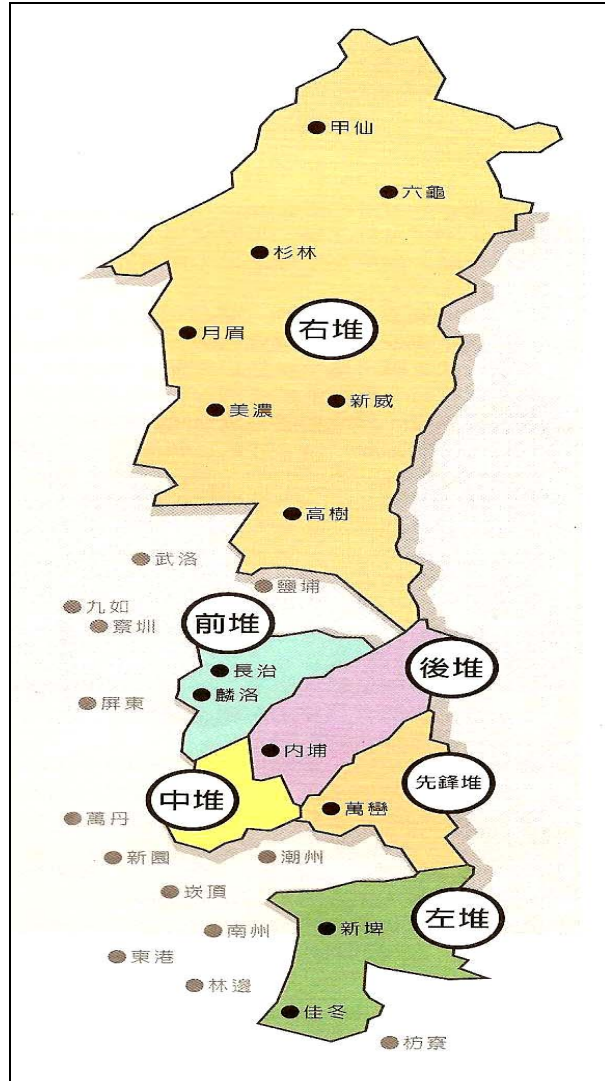 甲仙
六龜
杉林
右堆
月眉
新威
美濃
高樹
武洛
鹽埔
九如
前堆
寮圳
後堆
長治
麟洛
屏東
內埔
先鋒堆
中堆
萬巒
萬丹
新園
潮州
崁頂
左堆
新埤
南州
東港
林邊
佳冬
枋寮